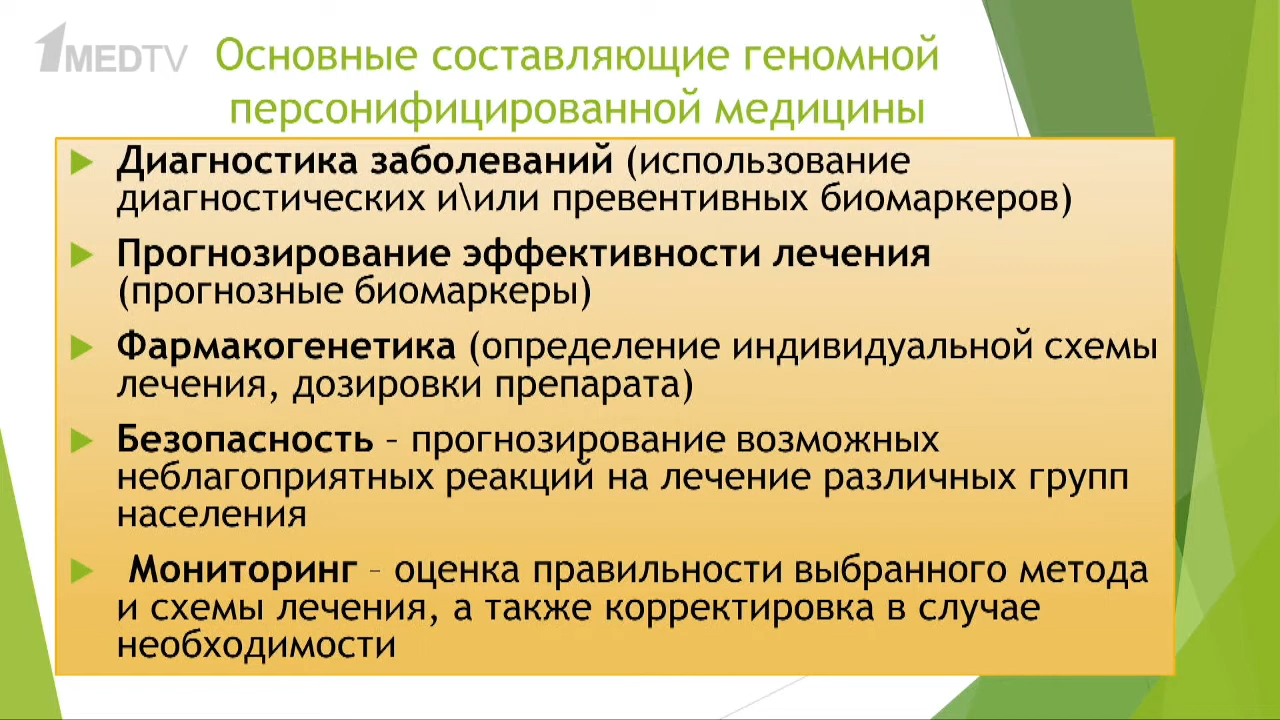 1MEDTV
Основные составляющие геномной
персонифицированной медицины
Диагностика заболеваний (использование
диагностических и\или превентивных биомаркеров)
Прогнозирование эффективности лечения
(прогнозные биомаркеры)
Фармакогенетика (определение индивидуальной схемы
лечения, дозировки препарата)
Безопасность – прогнозирование возможных
неблагоприятных реакций на лечение различных групп
населения
Мониторинг – оценка правильности выбранного метода
и схемы лечения, а также корректировка в случае
необходимости